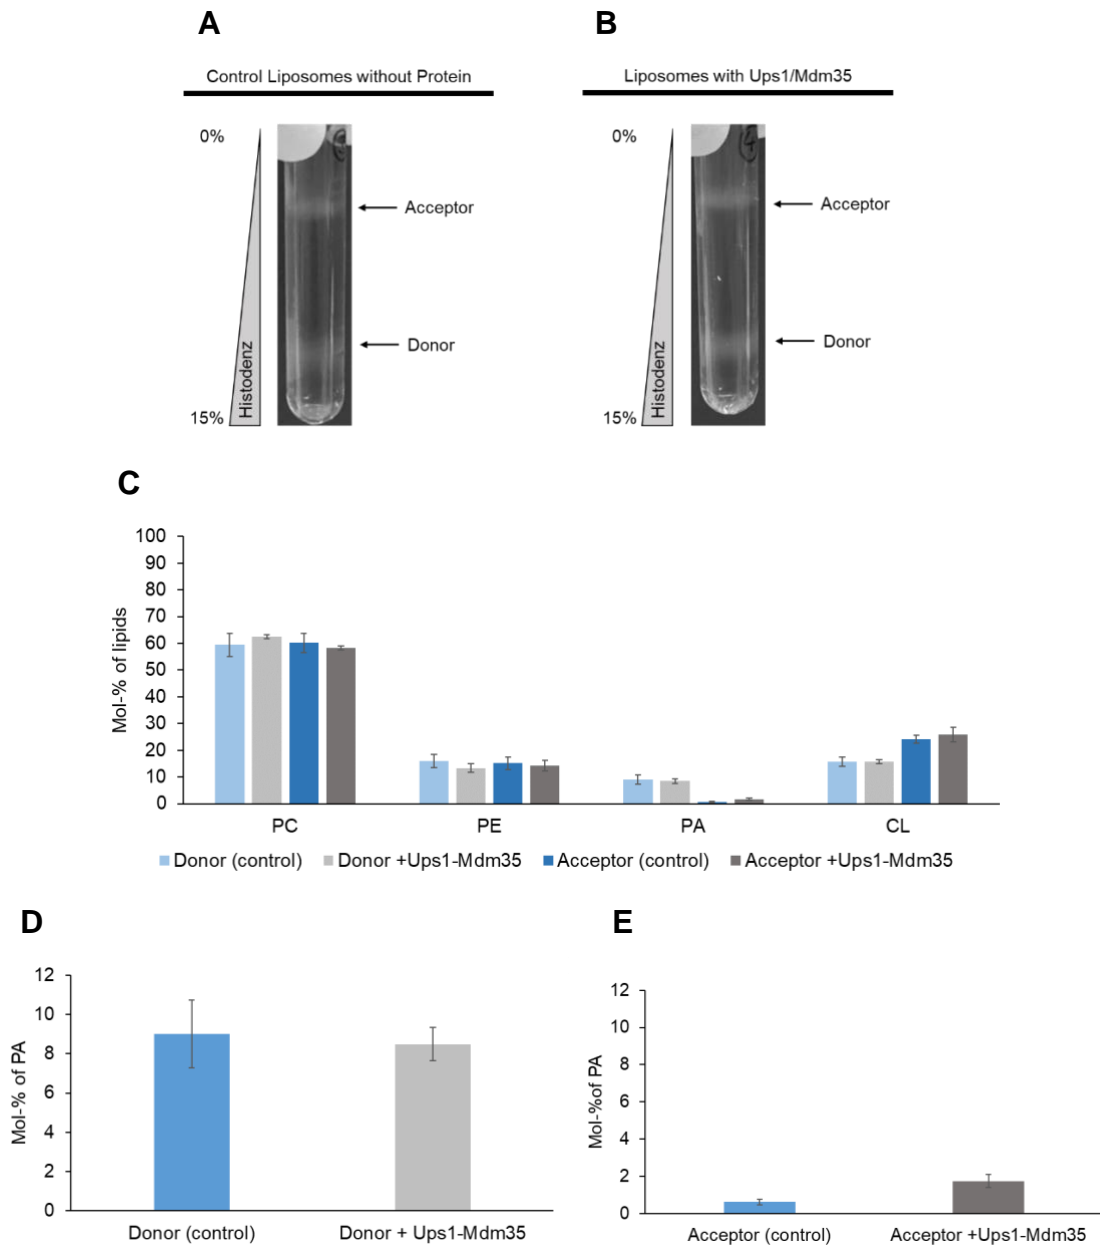 A
B
Control Liposomes without Protein
Liposomes with Ups1/Mdm35
0%
Acceptor
Donor
Histodenz
15%
0%
Acceptor
Donor
Histodenz
15%
C
Mol-% of lipids
100
90
80
70
60
50
40
30
20
10
0
PC PE PA CL
Donor (control) Donor +Ups1-Mdm35 Acceptor (control) Acceptor +Ups1-Mdm35
D
Mol-% of PA
12
10
8
6
4
2
0
Donor (control) Donor + Ups1-Mdm35
E
Mol-%of PA
12
10
8
6
4
2
0
Acceptor (control) Acceptor +Ups1-Mdm35